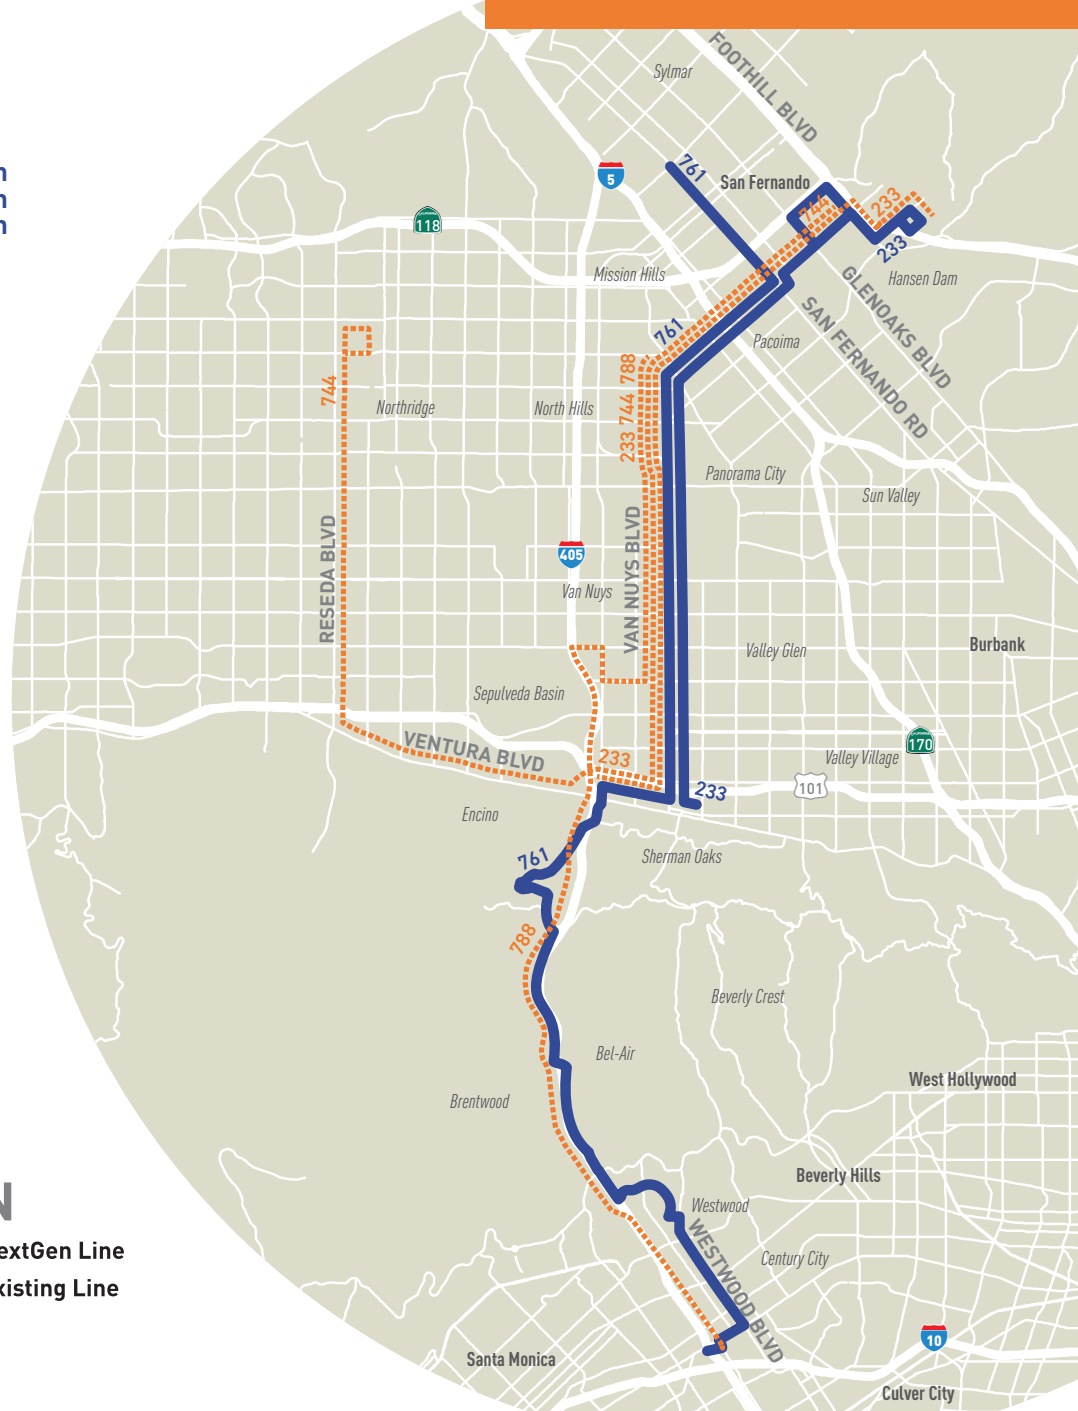 FOOTHILL BLVD
Sylmar
n
n
n
761
San Fernando
5
744
233
233
118
CALIFORNIA
Mission Hills
Hansen Dam
GLENOAKS BLVD
SAN FERNANDO RD
761
Pacoima
744
788
Northridge
North Hills
233 744 788
Panorama City
Sun Valley
RESEDA BLVD
VAN NUYS BLVD
405
Van Nuys
Burbank
Valley Glen
Sepulveda Basin
VENTURA BLVD
170
233
Valley Village
101
233
Encino
761
Sherman Oaks
788
Beverly Crest
Bel-Air
West Hollywood
Brentwood
Beverly Hills
N
Westwood
WESTWOOD BLVD
extGen Line
Century City
xisting Line
10
Santa Monica
Culver City